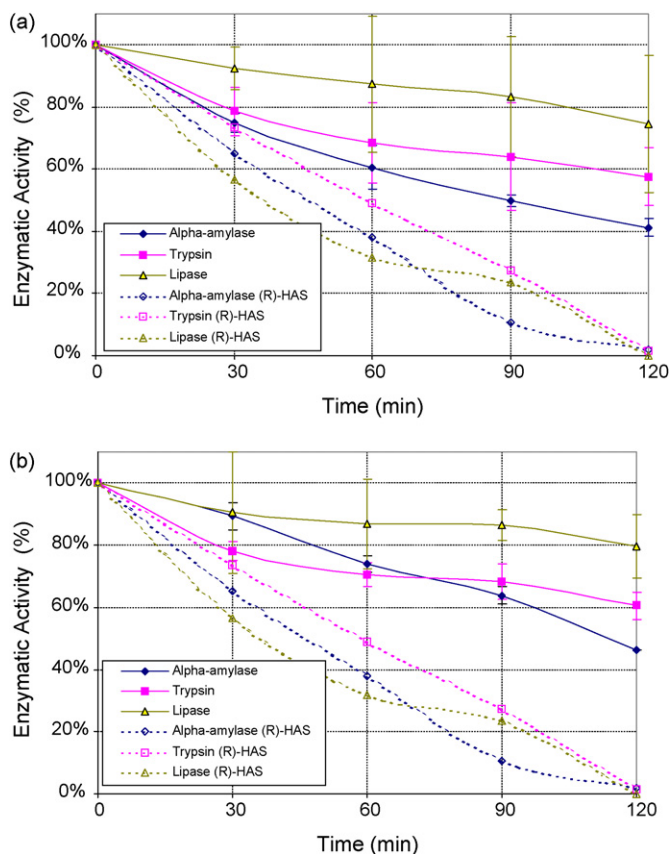 (a)
100%
80%
60%
40%
20%
0%
Enzymatic Activity (%)
Alpha-amylase
Trypsin
Lipase
Alpha-amylase (R)-HAS
Trypsin (R)-HAS
Lipase (R)-HAS
0 30 60 90 120
Time (min)
(b)
100%
80%
60%
40%
20%
0%
Enzymatic Activity (%)
Alpha-amylase
Trypsin
Lipase
Alpha-amylase (R)-HAS
Trypsin (R)-HAS
Lipase (R)-HAS
0 30 60 90 120
Time (min)